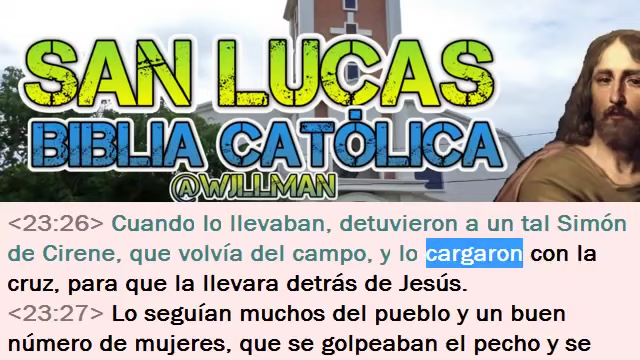 SAN LUCAS
BIBLIA CATÓLICA
@WILLMAN
<23:26> Cuando lo llevaban, detuvieron a un tal Simón
de Cirene, que volvía del campo, y lo cargaron con la
cruz, para que la llevara detrás de Jesús.
<23:27> Lo seguían muchos del pueblo y un buen
número de mujeres, que se golpeaban el pecho y se